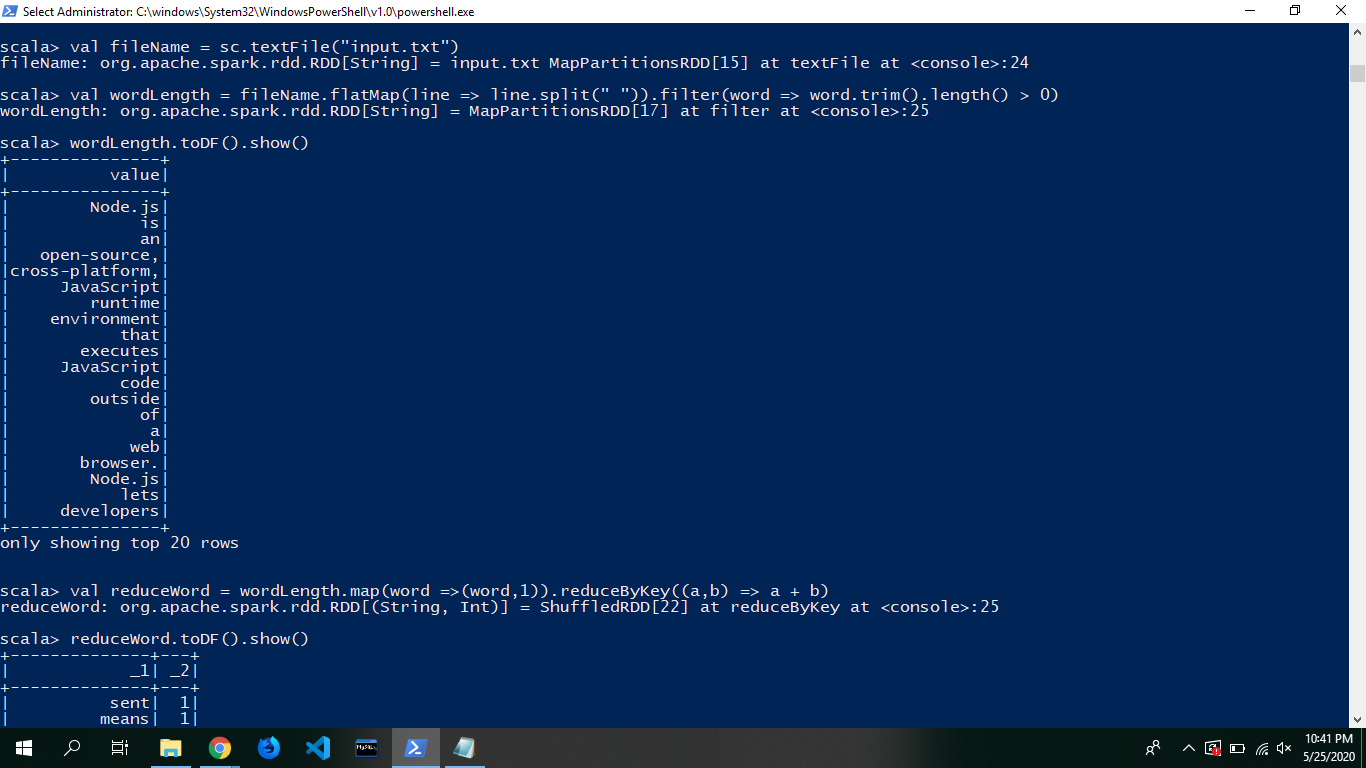 Select Administrator: C:\windows\System32\WindowsPowerShell\v1.0\powershell.exe
scala> val fileName = sc.textFile("input.txt")
fileName: org.apache.spark.rdd.RDD[String] = input.txt MapPartitionsRDD[15] at textFile at <console>:24
scala> val wordLength = fileName.flatMap(line => line.split(" ")).filter(word => word.trim().length() > 0)
wordLength: org.apache.spark.rdd.RDD[String] = MapPartitionsRDD[17] at filter at <console>:25
scala> wordLength.toDF().show()
+---------------+
|          value|
+---------------+
|        Node.js|
|             is|
|             an|
|   open-source,|
|cross-platform,|
|     JavaScript|
|        runtime|
|    environment|
|           that|
|       executes|
|     JavaScript|
|           code|
|        outside|
|             of|
|              a|
|            web|
|       browser.|
|        Node.js|
|           lets|
|     developers|
+---------------+
only showing top 20 rows
scala> val reduceWord = wordLength.map(word =>(word,1)).reduceByKey((a,b) => a + b)
reduceWord: org.apache.spark.rdd.RDD[(String, Int)] = ShuffledRDD[22] at reduceByKey at <console>:25
scala> reduceWord.toDF().show()
+--------------+---+
|            _1| _2|
+--------------+---+
|          sent|  1|
|         means|  1|
MySQL
10:41 PM
5/25/2020